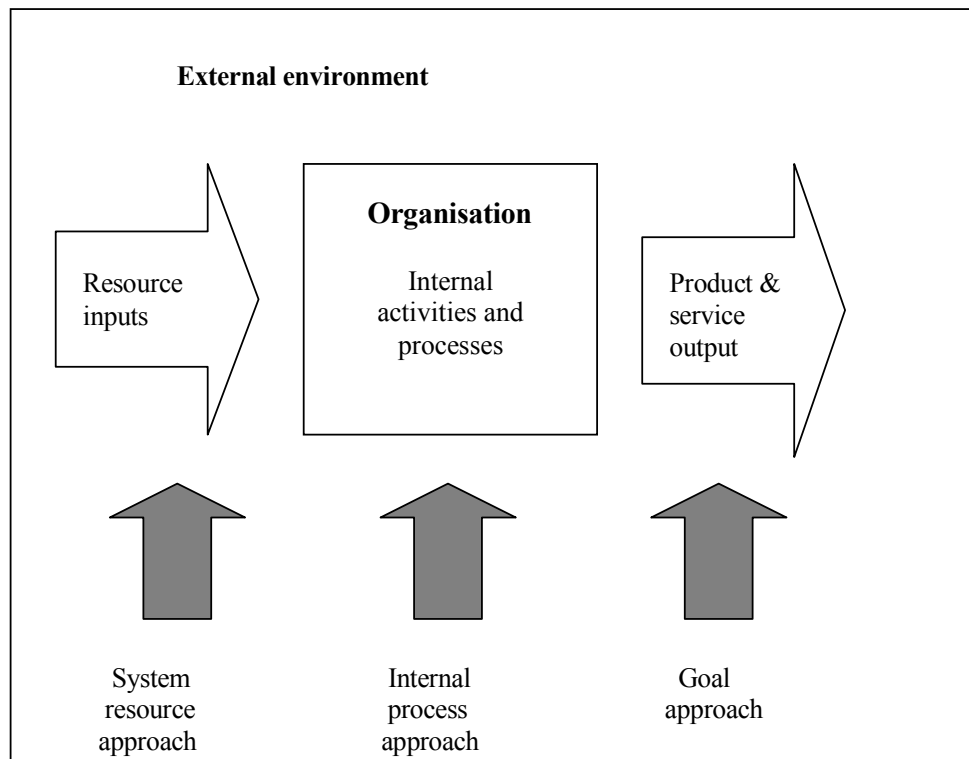 External environment
Resource
inputs
Organisation
Internal
activities and
processes
Product &
service
output
System
resource
approach
Internal
process
approach
Goal
approach